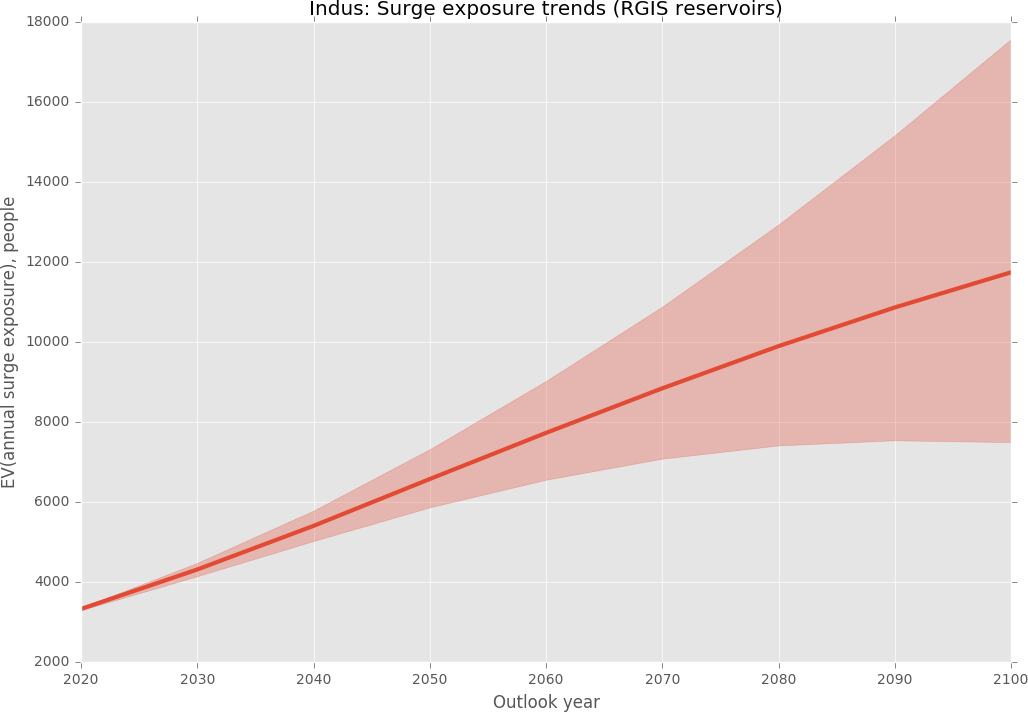 Indus: Surge exposure trends (RGIS reservoirs)
18000
16000
14000
12000
10000
8000
6000
4000
2000
EV(annual surge exposure), people
2020 2030 2040 2050 2060 2070 2080 2090 2100
Outlook year